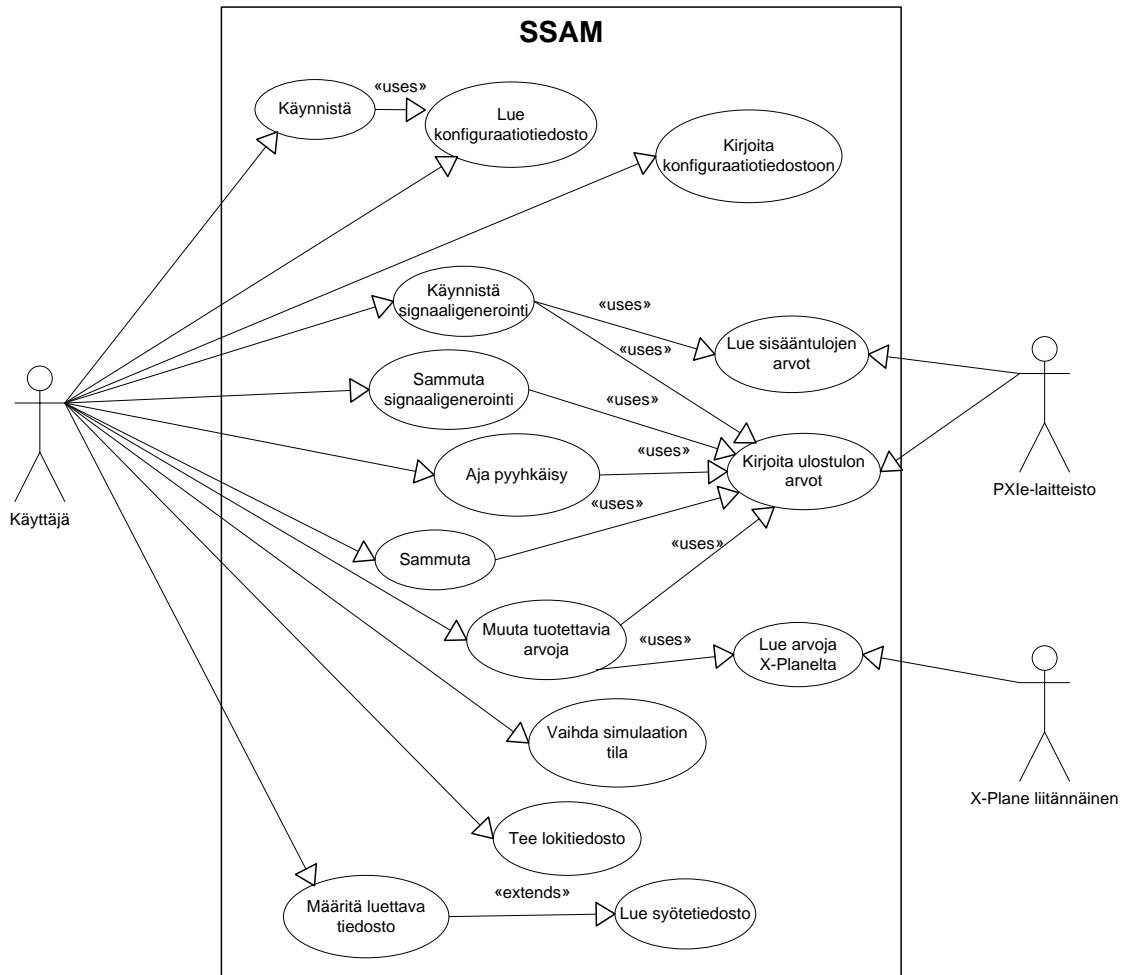 SSAM
«uses»
Käynnistä
Lue
konfiguraatiotiedosto
Kirjoita
konfiguraatiotiedostoon
Käynnistä
signaaligenerointi
«uses»
«uses»
Lue sisääntulojen
arvot
Sammuta
signaaligenerointi
«uses»
Aja pyyhkäisy
«uses»
Kirjoita ulostulon
arvot
PXIe-laitteisto
Käyttäjä
«uses»
Sammuta
«uses»
Muuta tuotettavia
arvoja
«uses»
Lue arvoja
X-Planelta
X-Plane liitännäinen
Vaihda simulaation
tila
Tee lokitiedosto
«extends»
Määritä luettava
tiedosto
Lue syötetiedosto